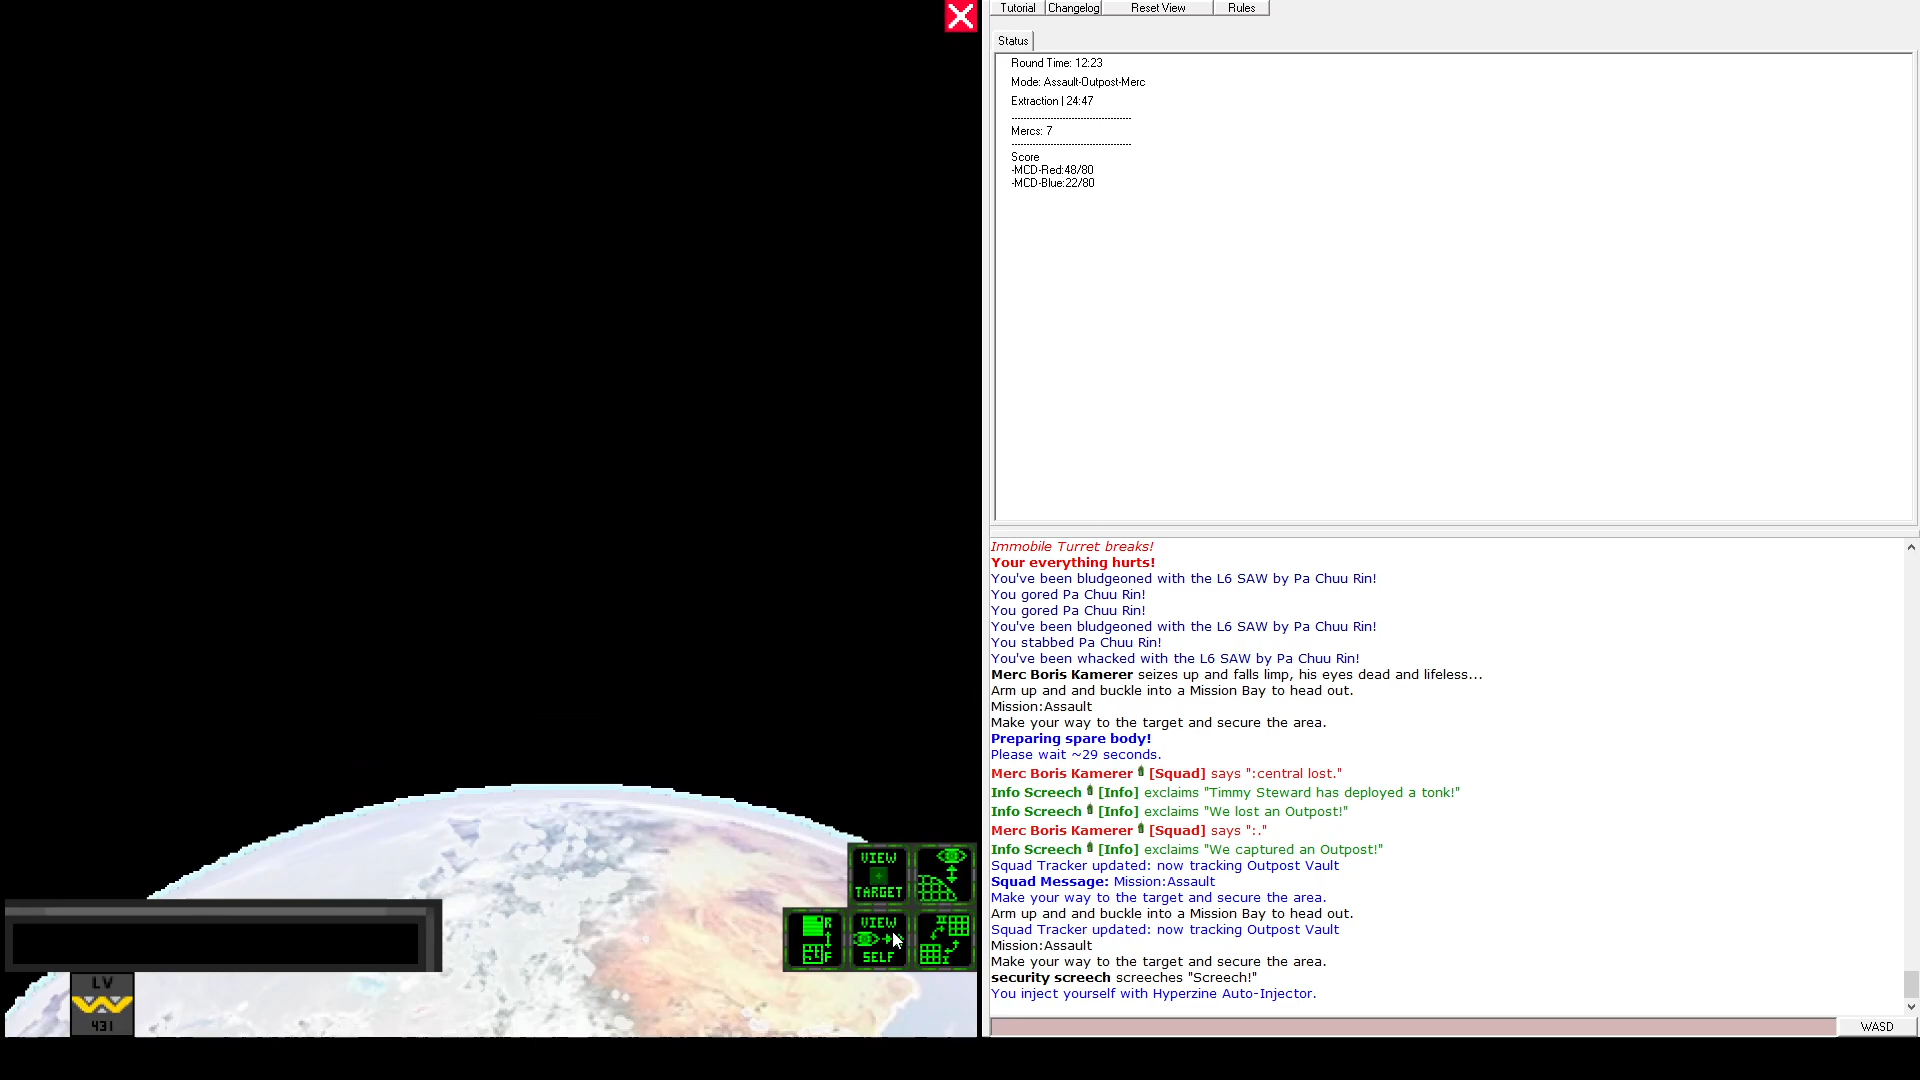 Tutorial Changelog Reset View Rules
Status
Round Time: 12:23
Mode: Assault-Outpost-Merc
Extraction | 24:47
----------------------------------------
Mercs: 7
----------------------------------------
Score
-MCD-Red:48/80
-MCD-Blue:22/80
Immobile Turret breaks!
Your everything hurts!
You've been bludgeoned with the L6 SAW by Pa Chuu Rin!
You gored Pa Chuu Rin!
You gored Pa Chuu Rin!
You've been bludgeoned with the L6 SAW by Pa Chuu Rin!
You stabbed Pa Chuu Rin!
You've been whacked with the L6 SAW by Pa Chuu Rin!
Merc Boris Kamerer seizes up and falls limp, his eyes dead and lifeless...
Arm up and and buckle into a Mission Bay to head out.
Mission:Assault
Make your way to the target and secure the area.
Preparing spare body!
Please wait ~29 seconds.
Merc Boris Kamerer [Squad] says ":central lost."
Info Screech [Info] exclaims "Timmy Steward has deployed a tonk!"
Info Screech [Info] exclaims "We lost an Outpost!"
Merc Boris Kamerer [Squad] says ":."
Info Screech [Info] exclaims "We captured an Outpost!"
Squad Tracker updated: now tracking Outpost Vault
Squad Message: Mission:Assault
Make your way to the target and secure the area.
Arm up and and buckle into a Mission Bay to head out.
Squad Tracker updated: now tracking Outpost Vault
Mission:Assault
Make your way to the target and secure the area.
security screech screeches "Screech!"
You inject yourself with Hyperzine Auto-Injector.
WASD
VIEW
TARGET
R
F
VIEW
SELF
LV
431